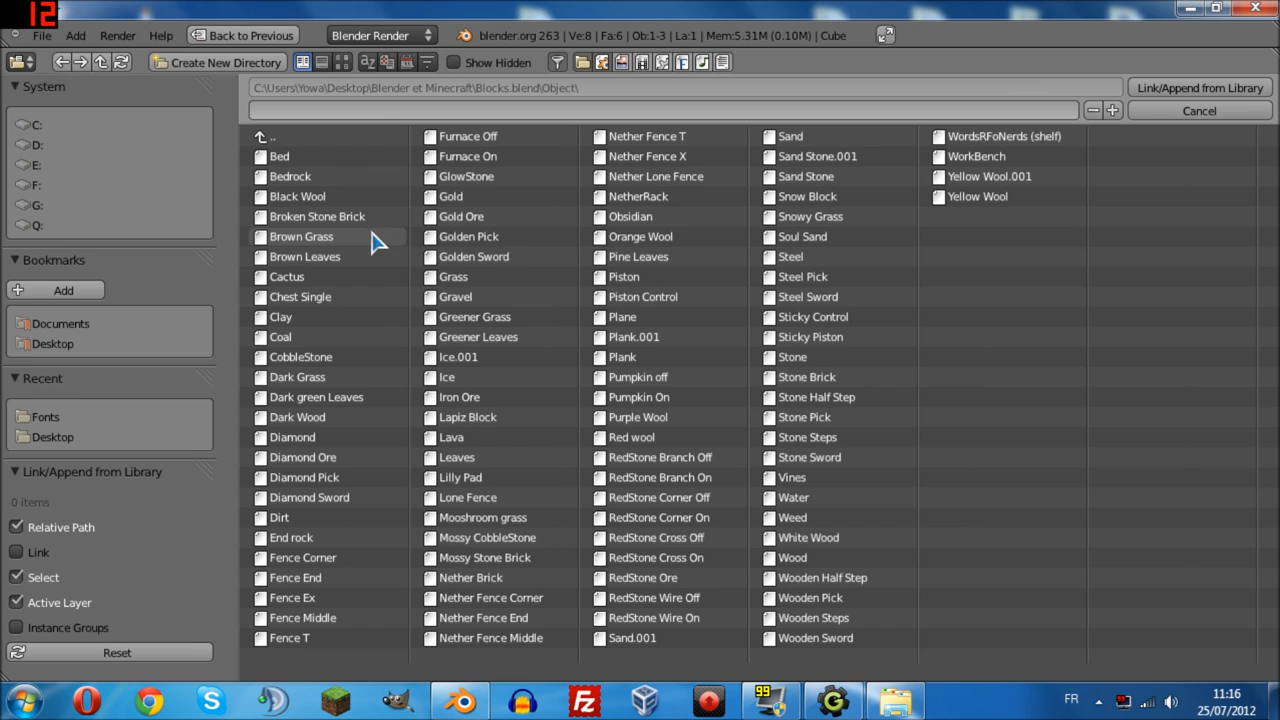 12
File Add Render Help Back to Previous Blender Render blender.org 263 | Ve:8 | Fa:6 | Ob:1-3 | La:1 | Mem:5.31M (0.10M) | Cube
Create New Directory Show Hidden
System
C:
D:
E:
F:
G:
Q:
Bookmarks
Add
Documents
Desktop
Recent
Fonts
Desktop
Link/Append from Library
0 items
Relative Path
Link
Select
Active Layer
Instance Groups
Reset
C:\Users\Yowa\Desktop\Blender et Minecraft\Blocks.blend\Object\
Link/Append from Library
Cancel
..
Bed
Bedrock
Black Wool
Broken Stone Brick
Brown Grass
Brown Leaves
Cactus
Chest Single
Clay
Coal
CobbleStone
Dark Grass
Dark green Leaves
Dark Wood
Diamond
Diamond Ore
Diamond Pick
Diamond Sword
Dirt
End rock
Fence Corner
Fence End
Fence Ex
Fence Middle
Fence T
Furnace Off
Furnace On
GlowStone
Gold
Gold Ore
Golden Pick
Golden Sword
Grass
Gravel
Greener Grass
Greener Leaves
Ice.001
Ice
Iron Ore
Lapiz Block
Lava
Leaves
Lilly Pad
Lone Fence
Mooshroom grass
Mossy CobbleStone
Mossy Stone Brick
Nether Brick
Nether Fence Corner
Nether Fence End
Nether Fence Middle
Nether Fence T
Nether Fence X
Nether Lone Fence
NetherRack
Obsidian
Orange Wool
Pine Leaves
Piston
Piston Control
Plane
Plank.001
Plank
Pumpkin off
Pumpkin On
Purple Wool
Red wool
RedStone Branch Off
RedStone Branch On
RedStone Corner Off
RedStone Corner On
RedStone Cross Off
RedStone Cross On
RedStone Ore
RedStone Wire Off
RedStone Wire On
Sand.001
Sand
Sand Stone.001
Sand Stone
Snow Block
Snowy Grass
Soul Sand
Steel
Steel Pick
Steel Sword
Sticky Control
Sticky Piston
Stone
Stone Brick
Stone Half Step
Stone Pick
Stone Steps
Stone Sword
Vines
Water
Weed
White Wood
Wood
Wooden Half Step
Wooden Pick
Wooden Steps
Wooden Sword
WordsRFoNerds (shelf)
WorkBench
Yellow Wool.001
Yellow Wool
99
FR
11:16
25/07/2012